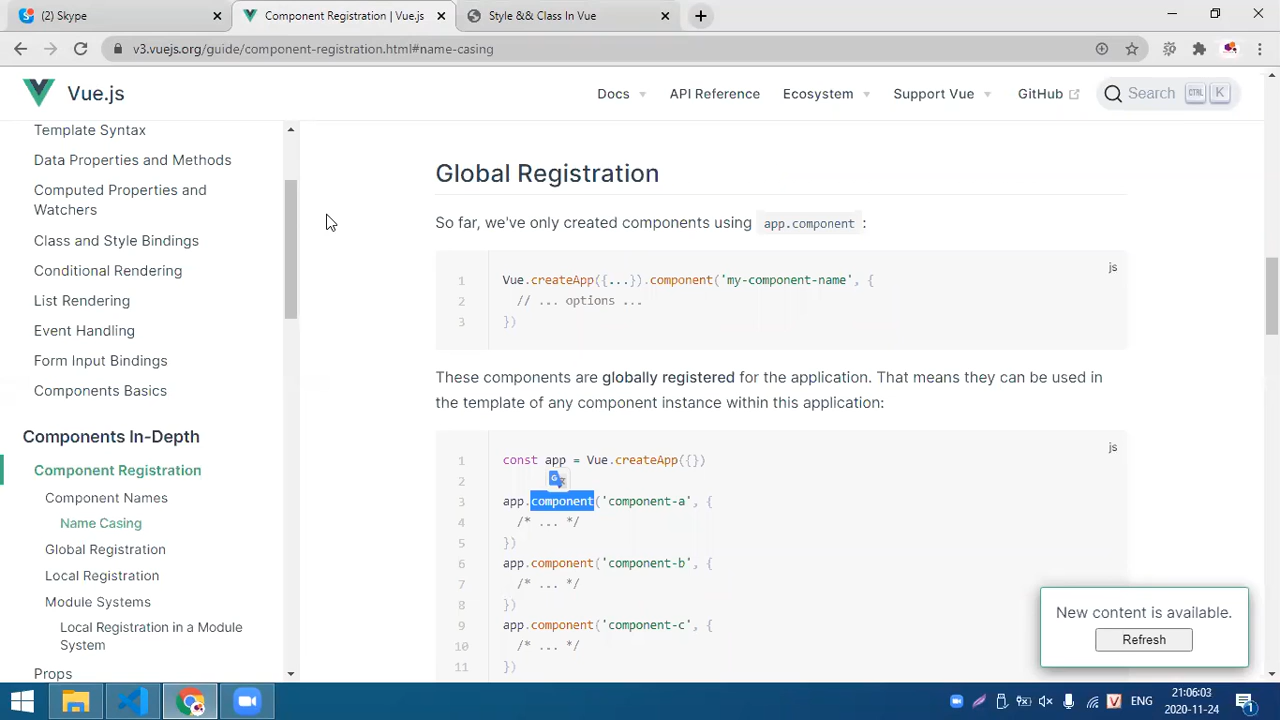 (2) Skype
Component Registration | Vue.js
Style && Class In Vue
v3.vuejs.org/guide/component-registration.html#name-casing
Vue.js
Docs
API Reference
Ecosystem
Support Vue
GitHub
Search
CTRL
K
Template Syntax
Data Properties and Methods
Computed Properties and
Watchers
Class and Style Bindings
Conditional Rendering
List Rendering
Event Handling
Form Input Bindings
Components Basics
Components In-Depth
Component Registration
Component Names
Name Casing
Global Registration
Local Registration
Module Systems
Local Registration in a Module
System
Props
Global Registration
So far, we've only created components using app.component :
js
1 Vue.createApp({...}).component('my-component-name', {
2 // ... options ...
3 })
These components are globally registered for the application. That means they can be used in
the template of any component instance within this application:
js
1 const app = Vue.createApp({})
2
3 app.component('component-a', {
4 /* ... */
5 })
6 app.component('component-b', {
7 /* ... */
8 })
9 app.component('component-c', {
10 /* ... */
11 })
New content is available.
Refresh
V
ENG
21:06:03
2020-11-24
1